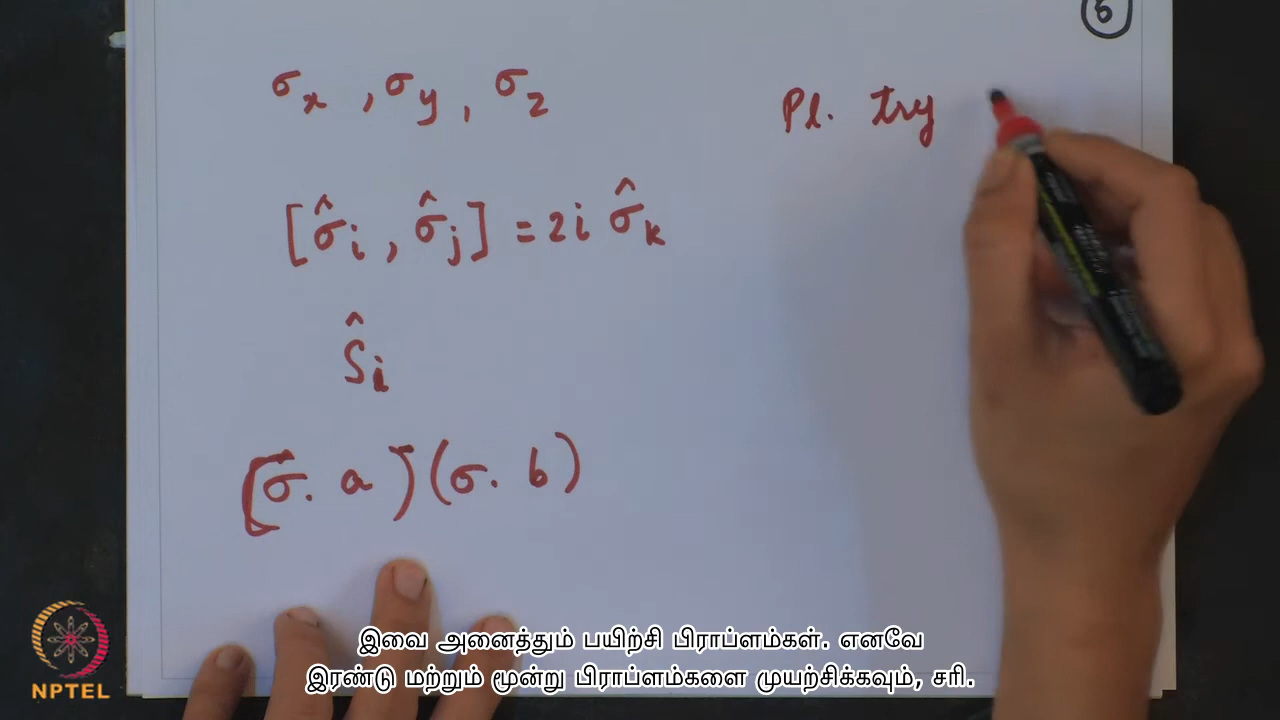 6
σx , σy , σz
Pl. try
[σ̂i , σ̂j] = 2i σ̂k
Ŝi
(σ. a) (σ. b)
இவை அனைத்தும் பயிற்சி பிராப்ளம்கள். எனவே
இரண்டு மற்றும் மூன்று பிராப்ளம்களை முயற்சிக்கவும், சரி.
NPTEL